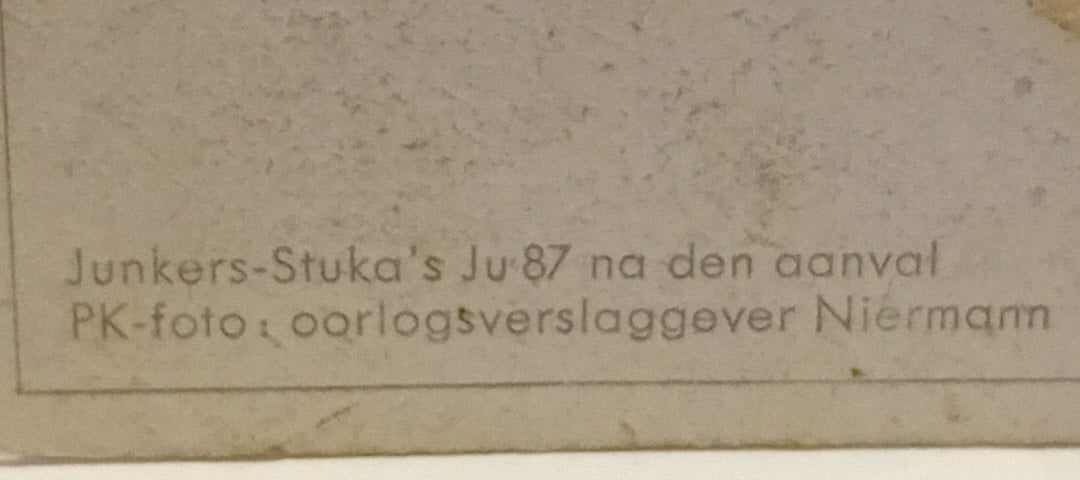 Junkers-Stuka's Ju 87 na den aanval
PK-foto: oorlogsverslaggever Niermann